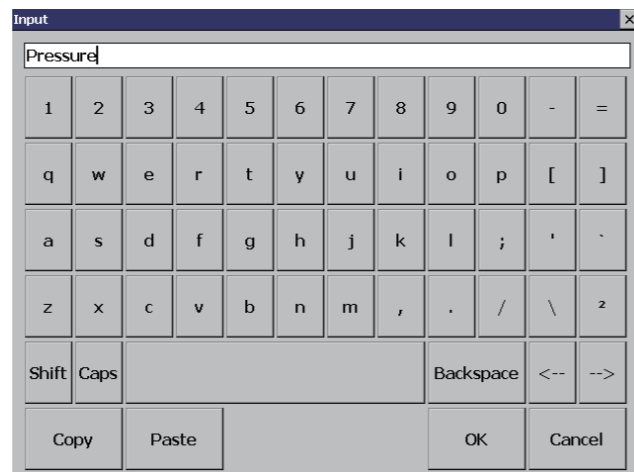 Input
Pressure
1 2 3 4 5 6 7 8 9 0 - =
q w e r t y u i o p [ ]
a s d f g h j k l ; ' `
z x c v b n m , . / \ ²
Shift Caps Backspace <-- -->
Copy Paste OK Cancel